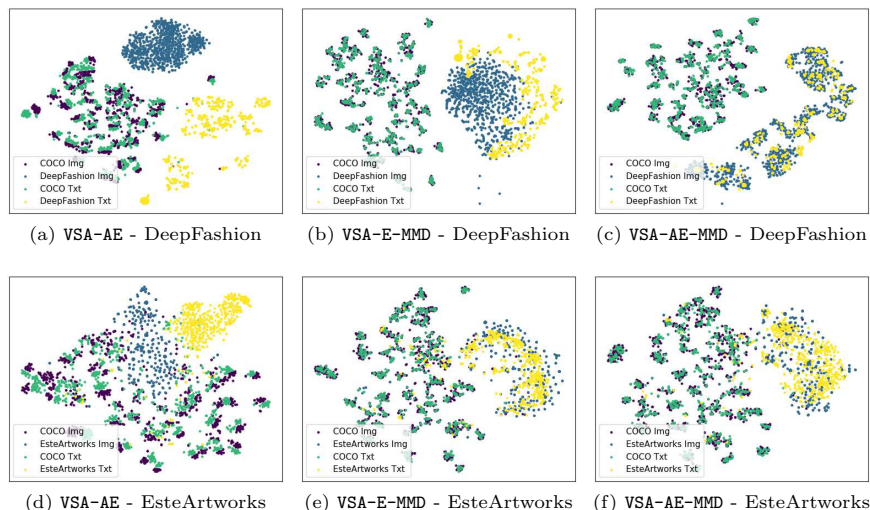 COCO Img
DeepFashion Img
COCO Txt
DeepFashion Txt
COCO Img
DeepFashion Img
COCO Txt
DeepFashion Txt
COCO Img
DeepFashion Img
COCO Txt
DeepFashion Txt
(a) VSA-AE - DeepFashion
(b) VSA-E-MMD - DeepFashion
(c) VSA-AE-MMD - DeepFashion
COCO Img
EsteArtworks Img
COCO Txt
EsteArtworks Txt
COCO Img
EsteArtworks Img
COCO Txt
EsteArtworks Txt
COCO Img
EsteArtworks Img
COCO Txt
EsteArtworks Txt
(d) VSA-AE - EsteArtworks
(e) VSA-E-MMD - EsteArtworks
(f) VSA-AE-MMD - EsteArtworks